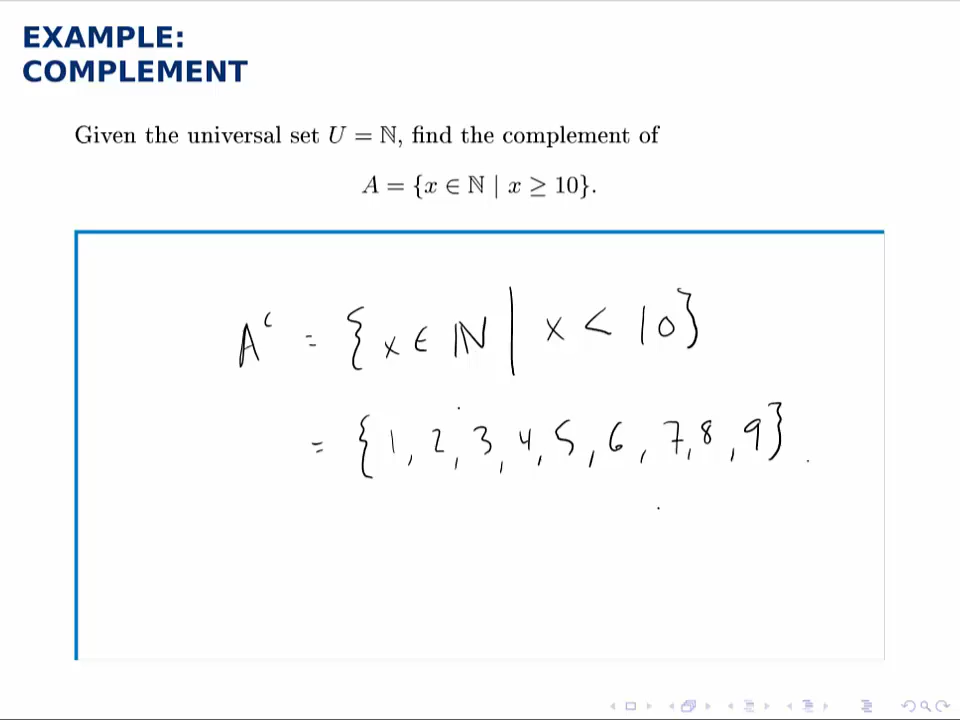 EXAMPLE:
COMPLEMENT
Given the universal set U = ℕ, find the complement of
A = {x ∈ ℕ | x ≥ 10}.
Aᶜ = {x ∈ ℕ | x < 10}
= {1, 2, 3, 4, 5, 6, 7, 8, 9}.